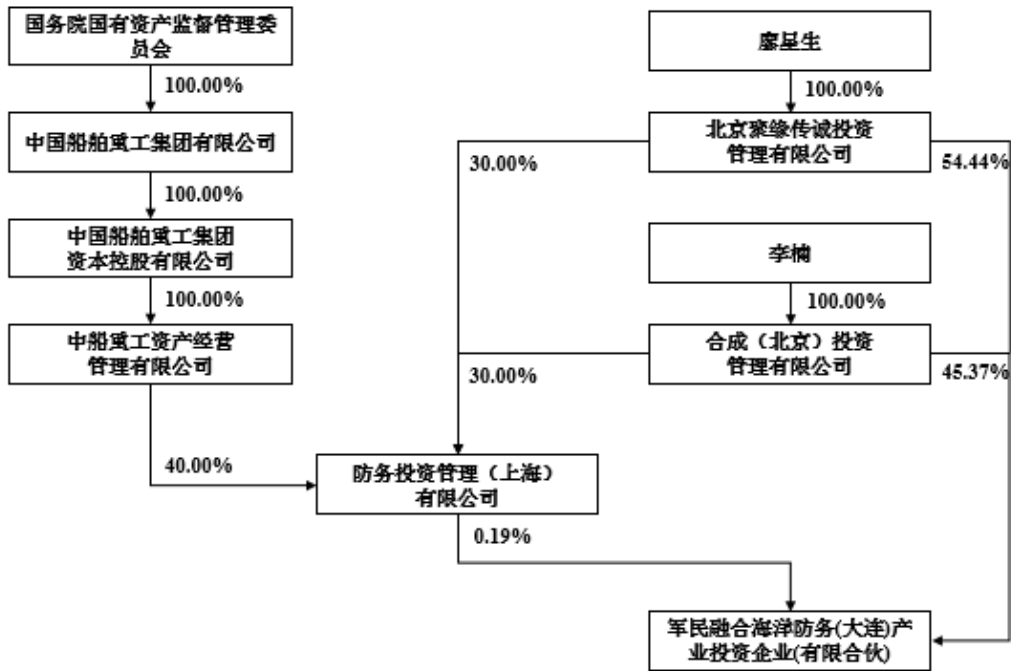 国务院国有资产监督管理委
员会
100.00%
中国船舶重工集团有限公司
100.00%
中国船舶重工集团
资本控股有限公司
100.00%
中船重工资产经营
管理有限公司
40.00%
廖星生
100.00%
北京聚缘传诚投资
管理有限公司
30.00%
54.44%
李楠
100.00%
合成（北京）投资
管理有限公司
30.00%
45.37%
防务投资管理（上海）
有限公司
0.19%
军民融合海洋防务(大连)产
业投资企业(有限合伙)